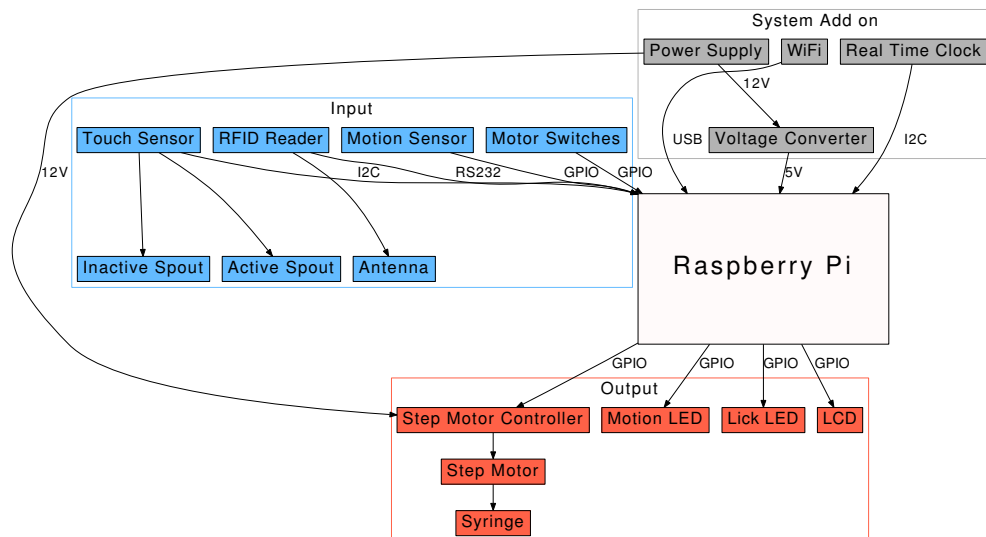 System Add on
Power Supply
WiFi
Real Time Clock
12V
Input
Touch Sensor
RFID Reader
Motion Sensor
Motor Switches
USB
Voltage Converter
I2C
12V
I2C
RS232
GPIO
GPIO
5V
Inactive Spout
Active Spout
Antenna
Raspberry Pi
GPIO
GPIO
GPIO
GPIO
Output
Step Motor Controller
Motion LED
Lick LED
LCD
Step Motor
Syringe